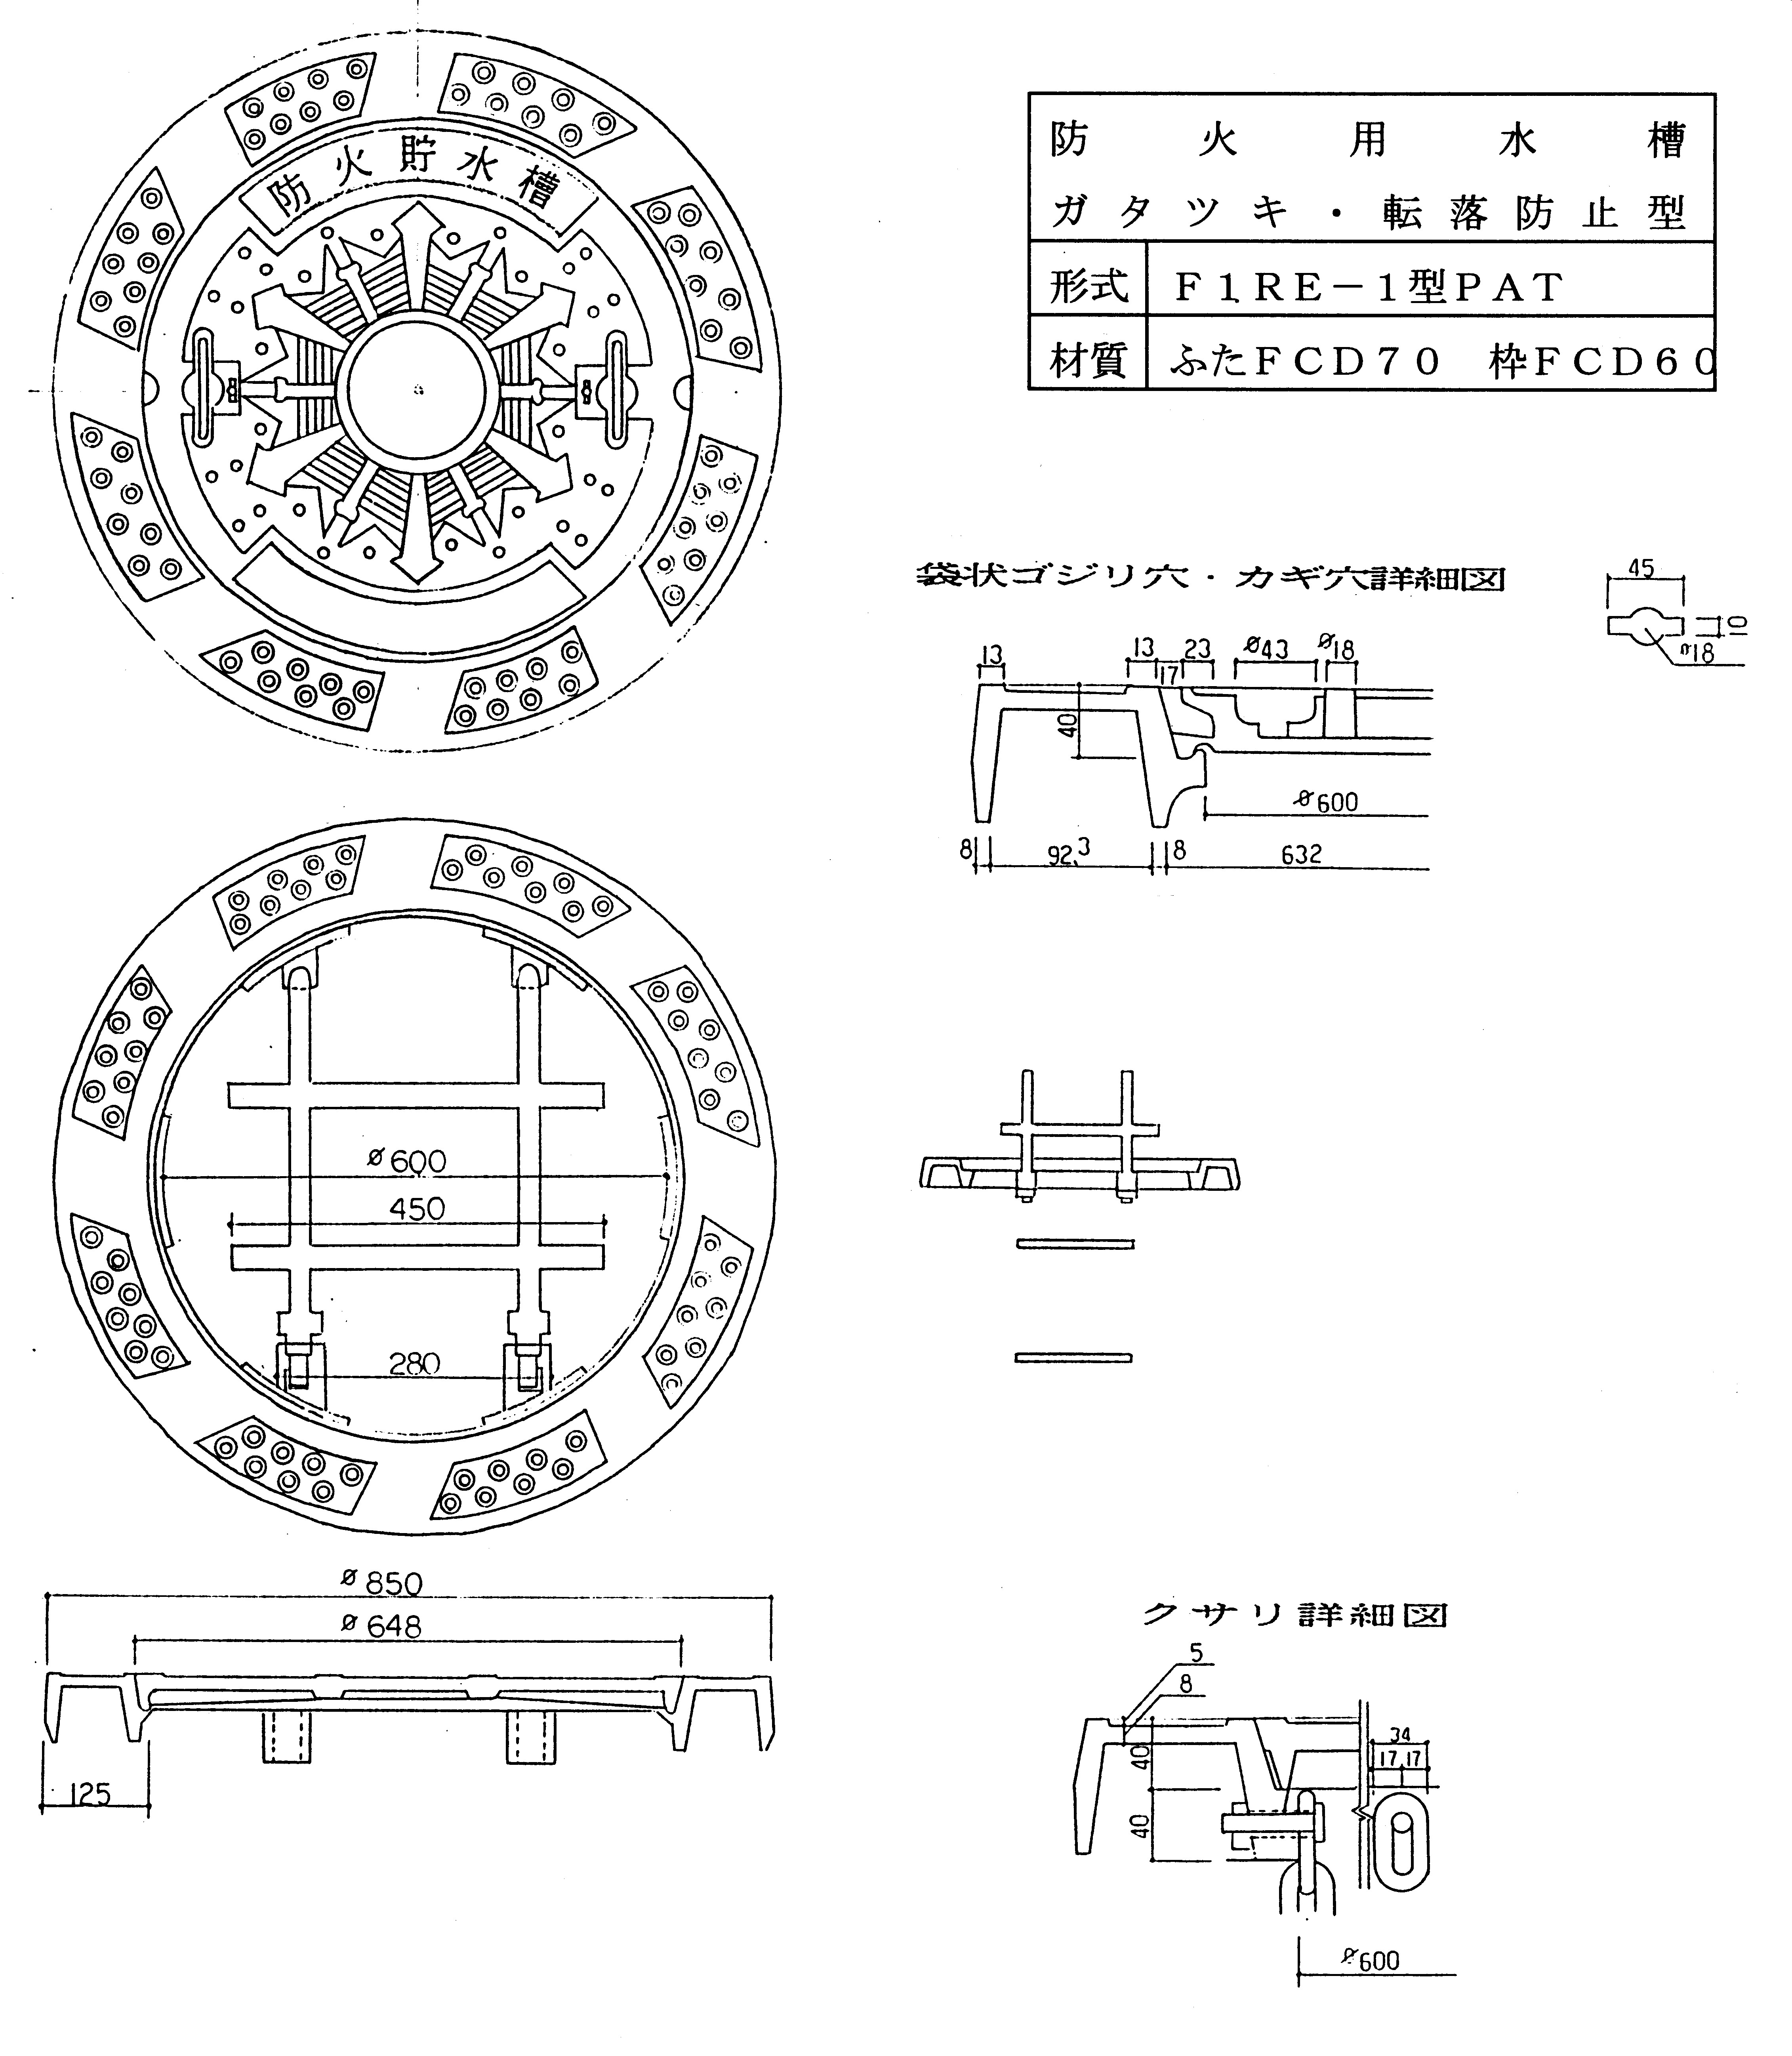 防火貯水槽
防火用水槽
ガタツキ・転落防止型
形式 F1RE－1型PAT
材質 ふたFCD70 枠FCD60
袋状ゴジリ穴・カギ穴詳細図
45
10
ø18
13 13 17 23 ø43 ø18
40
ø600
8 92.3 8 632
ø600
450
280
ø850
ø648
125
クサリ詳細図
5
8
40
40
34
17 17
ø600